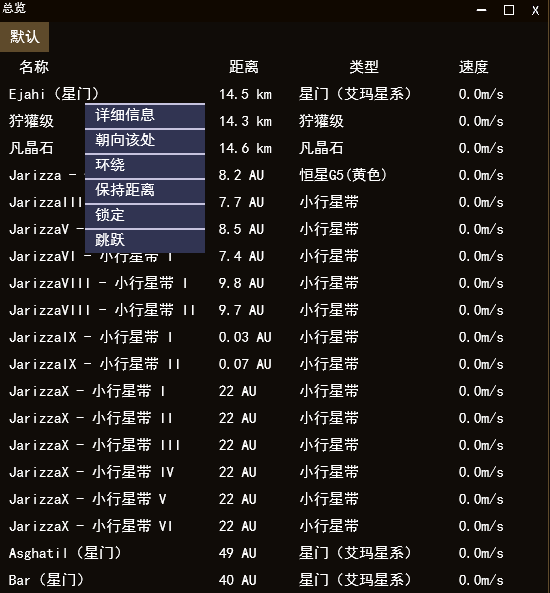 总览
默认
名称 距离 类型 速度
Ejahi (星门) 14.5 km 星门 (艾玛星系) 0.0m/s
狞獾级 14.3 km 狞獾级 0.0m/s
凡晶石 14.6 km 凡晶石 0.0m/s
Jarizza - 8.2 AU 恒星G5(黄色) 0.0m/s
JarizzaIII 7.7 AU 小行星带 0.0m/s
JarizzaV - 8.5 AU 小行星带 0.0m/s
JarizzaVI - 小行星带 I 7.4 AU 小行星带 0.0m/s
JarizzaVIII - 小行星带 I 9.8 AU 小行星带 0.0m/s
JarizzaVIII - 小行星带 II 9.7 AU 小行星带 0.0m/s
JarizzaIX - 小行星带 I 0.03 AU 小行星带 0.0m/s
JarizzaIX - 小行星带 II 0.07 AU 小行星带 0.0m/s
JarizzaX - 小行星带 I 22 AU 小行星带 0.0m/s
JarizzaX - 小行星带 II 22 AU 小行星带 0.0m/s
JarizzaX - 小行星带 III 22 AU 小行星带 0.0m/s
JarizzaX - 小行星带 IV 22 AU 小行星带 0.0m/s
JarizzaX - 小行星带 V 22 AU 小行星带 0.0m/s
JarizzaX - 小行星带 VI 22 AU 小行星带 0.0m/s
Asghatil (星门) 49 AU 星门 (艾玛星系) 0.0m/s
Bar (星门) 40 AU 星门 (艾玛星系) 0.0m/s
详细信息
朝向该处
环绕
保持距离
锁定
跳跃